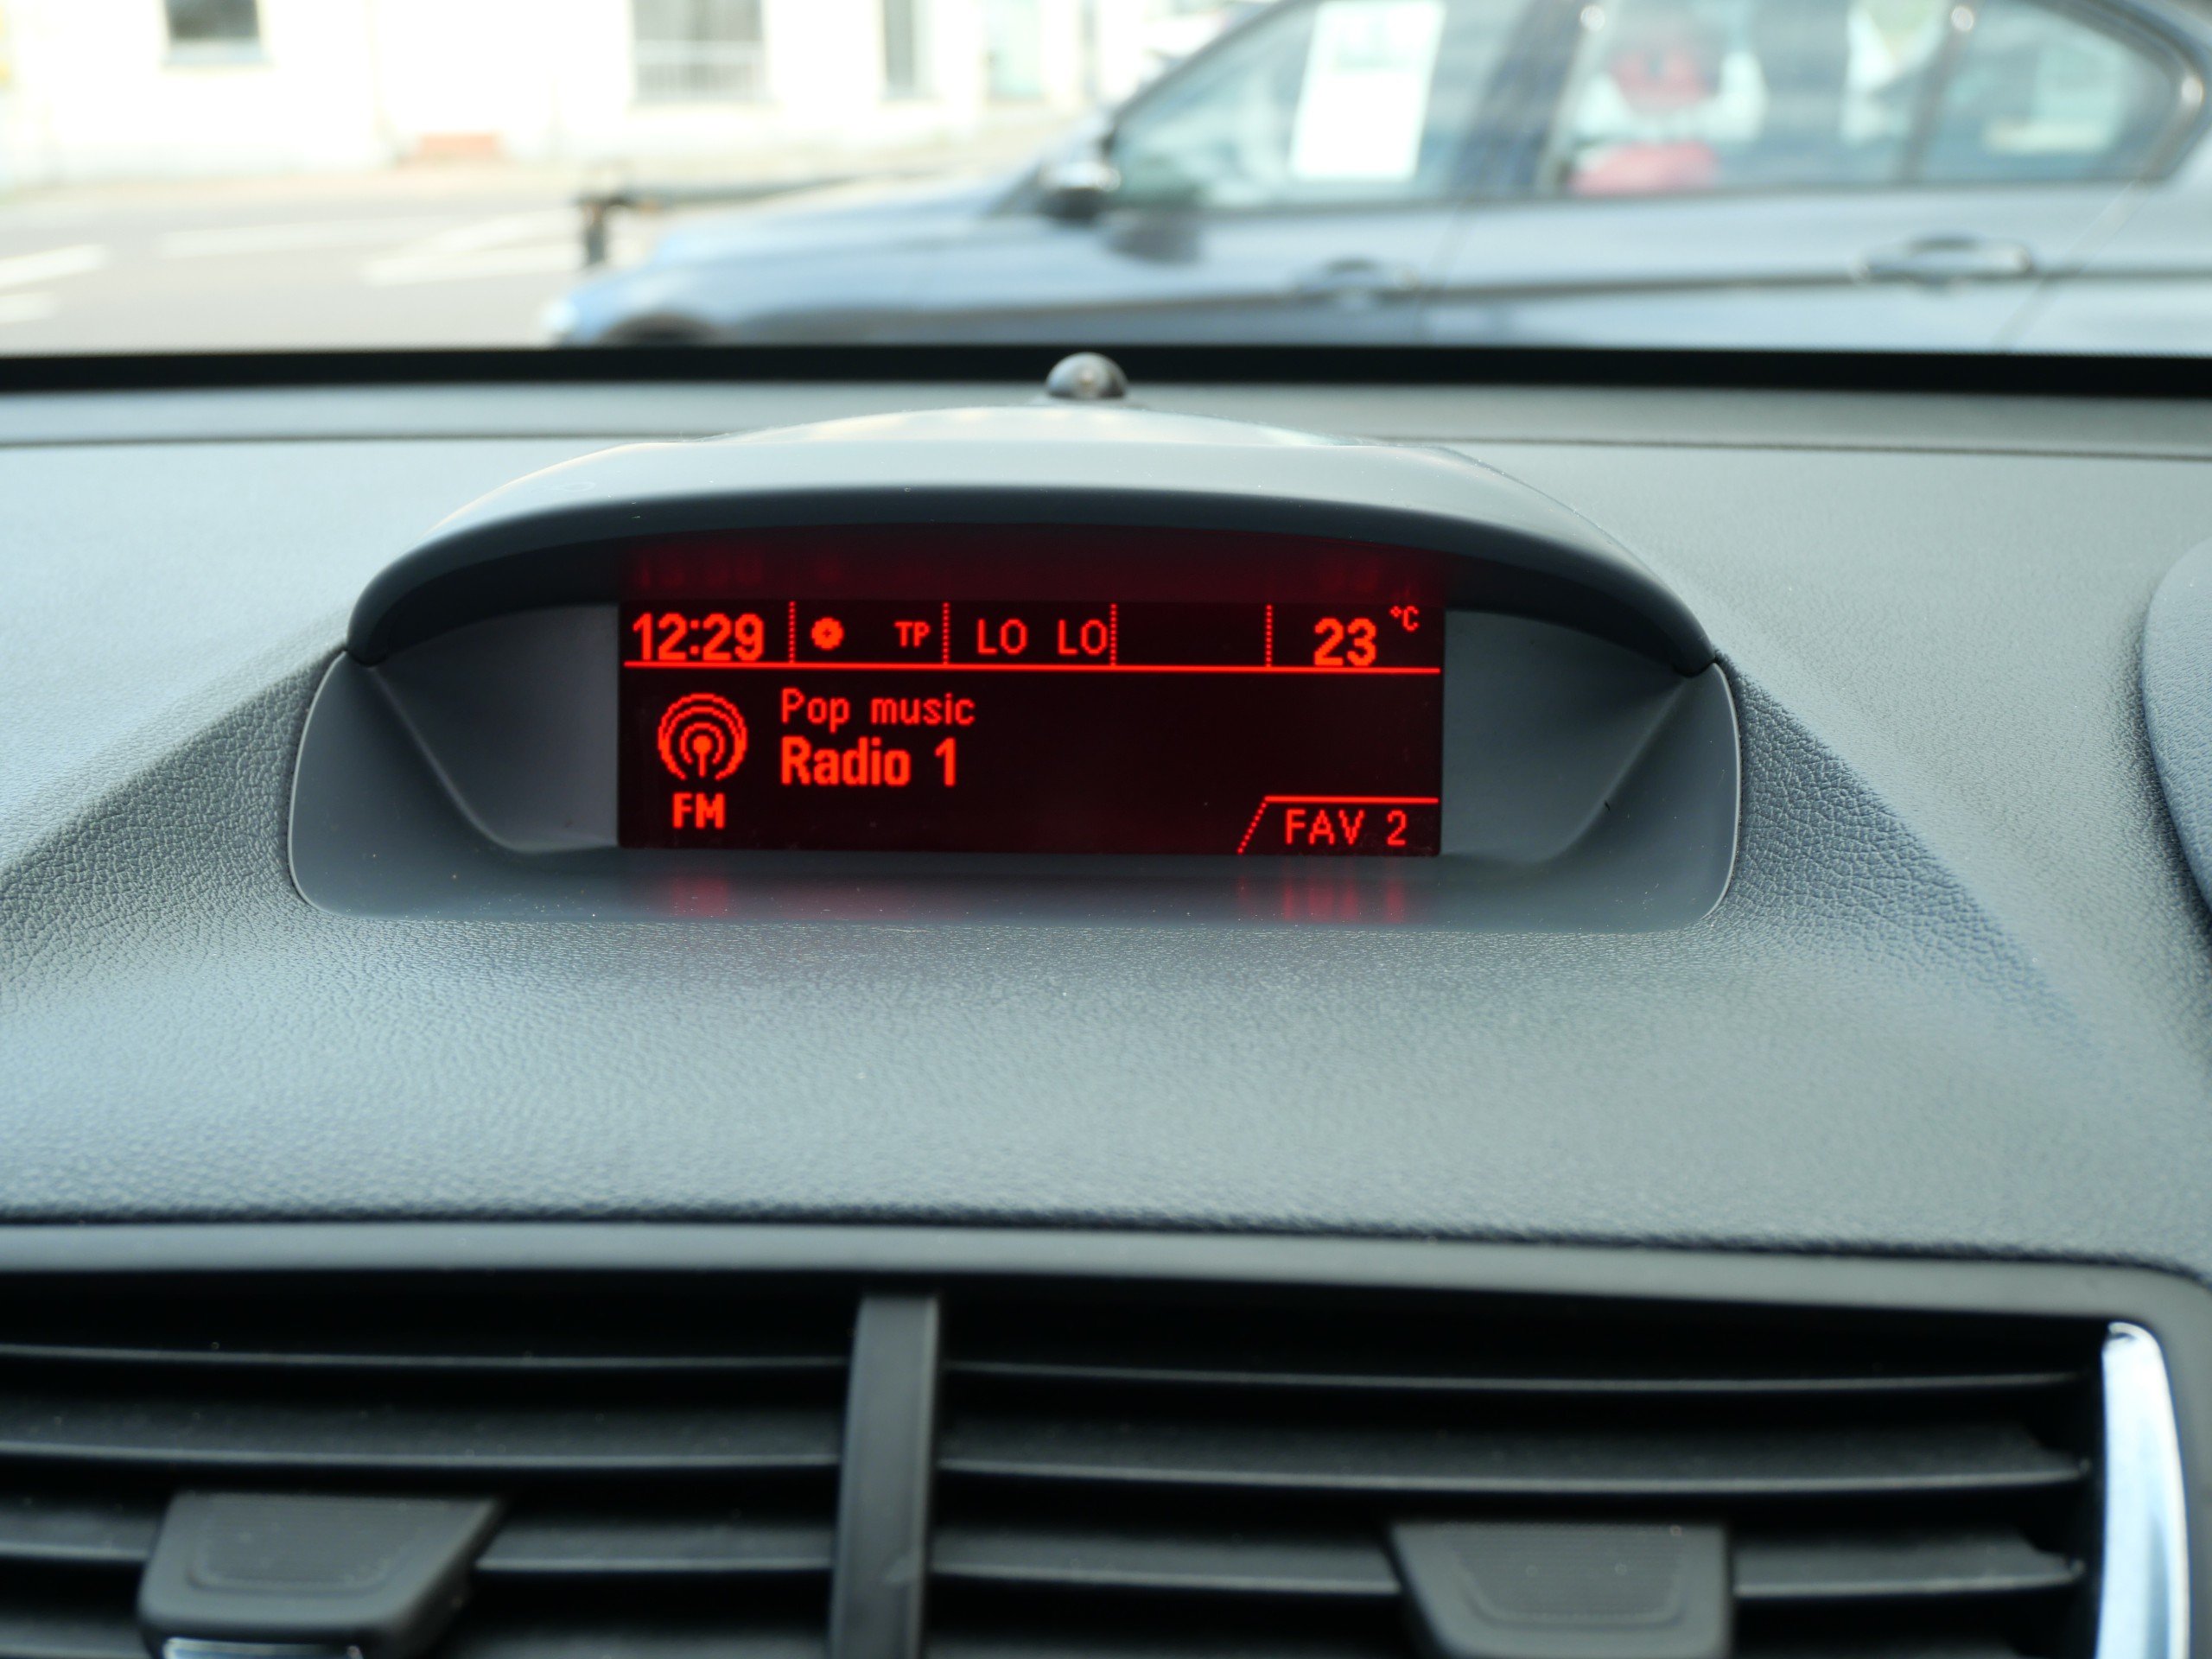 12:29 TP LO LO 23 °C
Pop music
Radio 1
FM
FAV 2